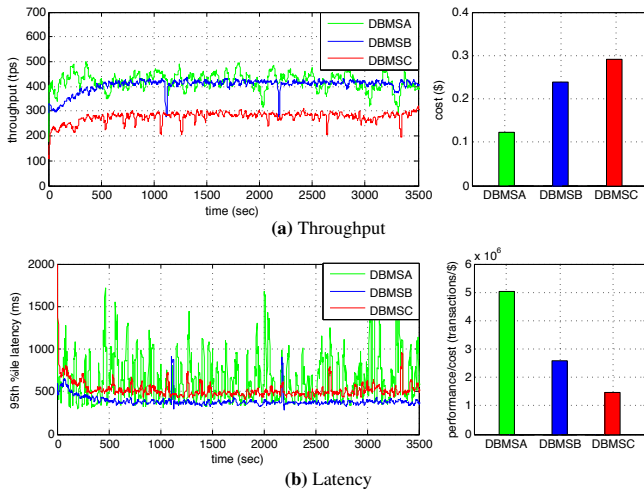 700
600
500
400
300
200
100
0
throughput (tps)
0 500 1000 1500 2000 2500 3000 3500
time (sec)
DBMSA
DBMSB
DBMSC
0.4
0.3
0.2
0.1
0
cost ($)
DBMSA DBMSB DBMSC
(a) Throughput
2000
1500
1000
500
0
95th %ile latency (ms)
0 500 1000 1500 2000 2500 3000 3500
time (sec)
DBMSA
DBMSB
DBMSC
x 10^6
6
5
4
3
2
1
0
performance/cost (transactions/$)
DBMSA DBMSB DBMSC
(b) Latency